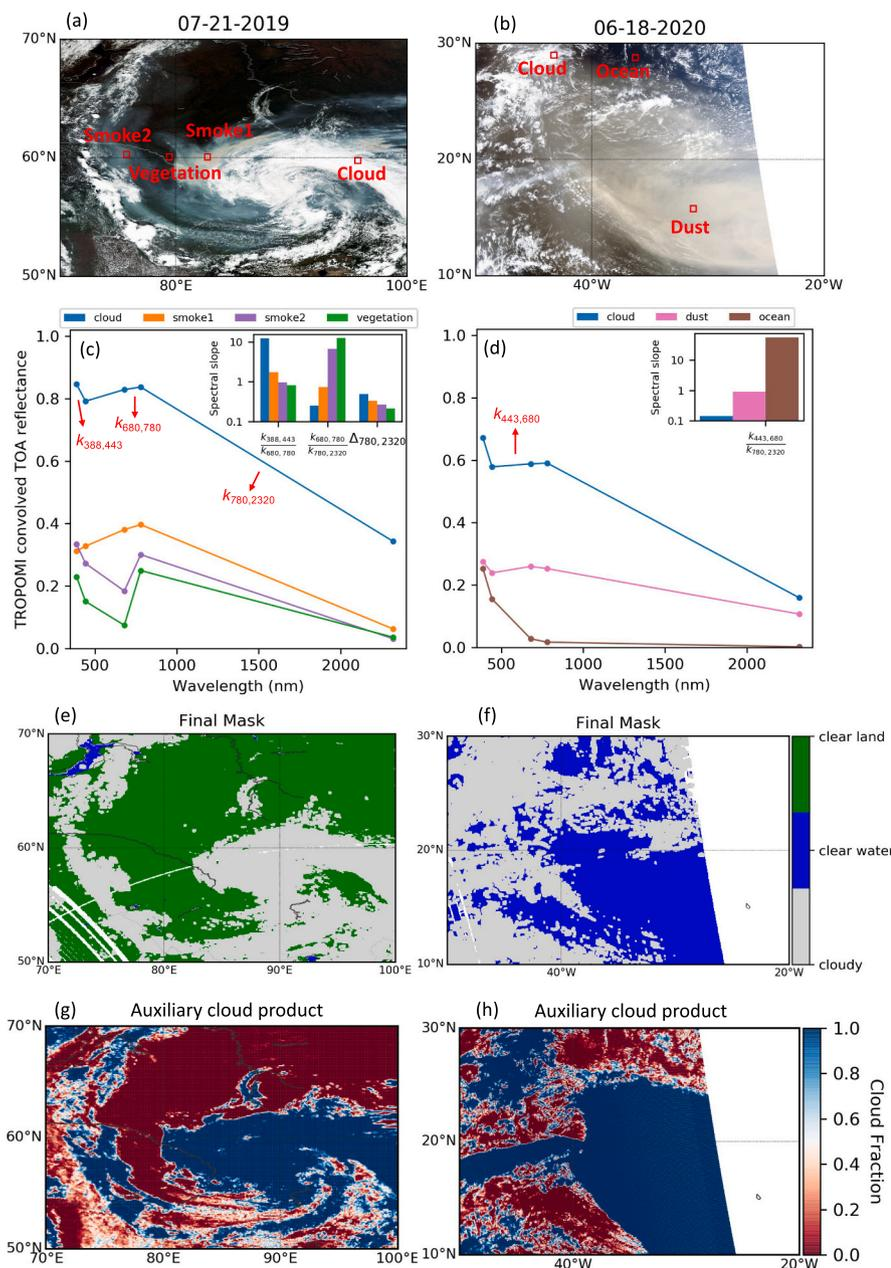 (a)
07-21-2019
(b)
06-18-2020
70°N
60°N
50°N
80°E
100°E
Smoke2
Smoke1
Vegetation
Cloud
30°N
20°N
10°N
40°W
20°W
Cloud
Ocean
Dust
cloud smoke1 smoke2 vegetation
(c)
TROPOMI convolved TOA reflectance
1.0
0.8
0.6
0.4
0.2
0.0
500 1000 1500 2000
Wavelength (nm)
k388,443
k680,780
k780,2320
Spectral slope
10
1
0.1
k388,443
k680,780
k680,780
k780,2320
Δ780,2320
cloud dust ocean
(d)
1.0
0.8
0.6
0.4
0.2
0.0
500 1000 1500 2000
Wavelength (nm)
k443,680
Spectral slope
10
1
0.1
k443,680
k780,2320
(e)
Final Mask
70°N
60°N
50°N
70°E 80°E 90°E 100°E
(f)
Final Mask
30°N
20°N
10°N
40°W 20°W
clear land
clear water
cloudy
(g)
Auxiliary cloud product
70°N
60°N
50°N
70°E 80°E 90°E 100°E
(h)
Auxiliary cloud product
30°N
20°N
10°N
40°W 20°W
1.0
0.8
0.6
0.4
0.2
0.0
Cloud Fraction